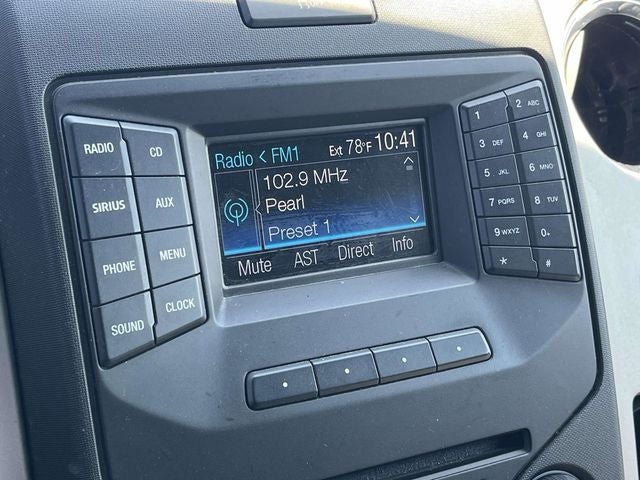 Radio < FM1 Ext 78°F 10:41
102.9 MHz
Pearl
Preset 1
Mute AST Direct Info
RADIO CD
SIRIUS AUX
PHONE MENU
SOUND CLOCK
1 2 ABC
3 DEF 4 GHI
5 JKL 6 MNO
7 PQRS 8 TUV
9 WXYZ 0+
* #